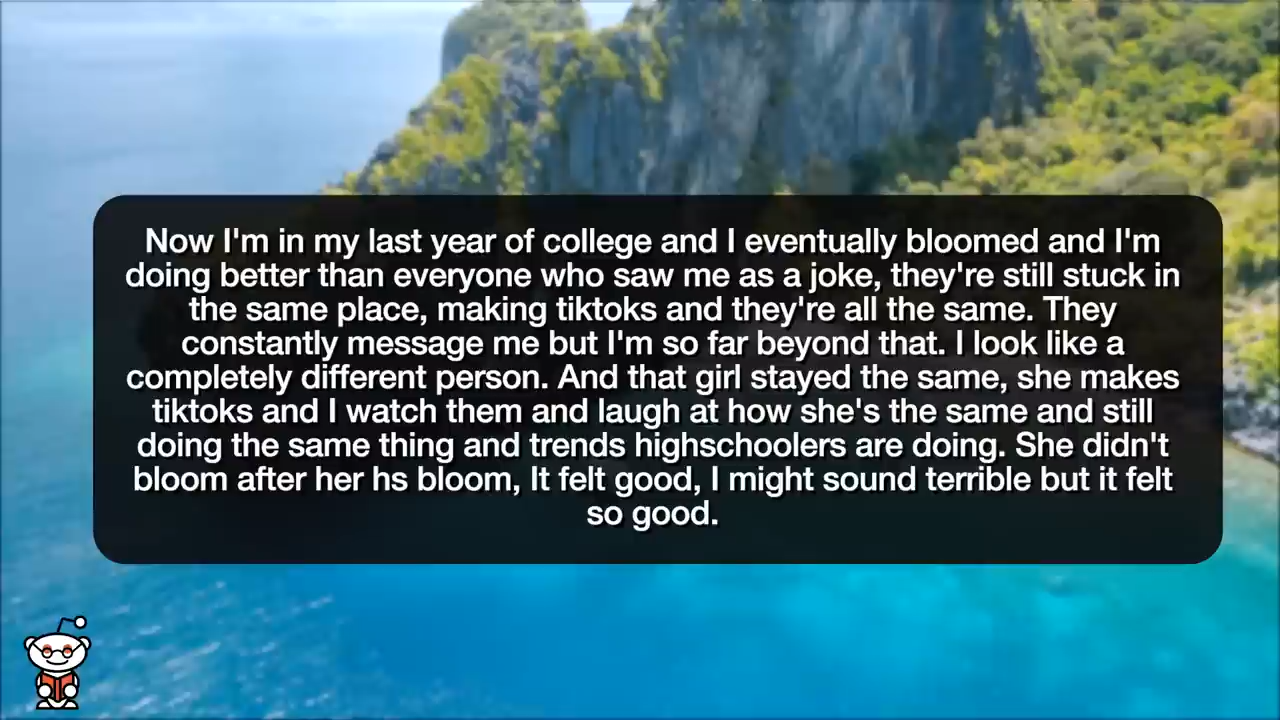 Now I'm in my last year of college and I eventually bloomed and I'm
doing better than everyone who saw me as a joke, they're still stuck in
the same place, making tiktoks and they're all the same. They
constantly message me but I'm so far beyond that. I look like a
completely different person. And that girl stayed the same, she makes
tiktoks and I watch them and laugh at how she's the same and still
doing the same thing and trends highschoolers are doing. She didn't
bloom after her hs bloom, It felt good, I might sound terrible but it felt
so good.